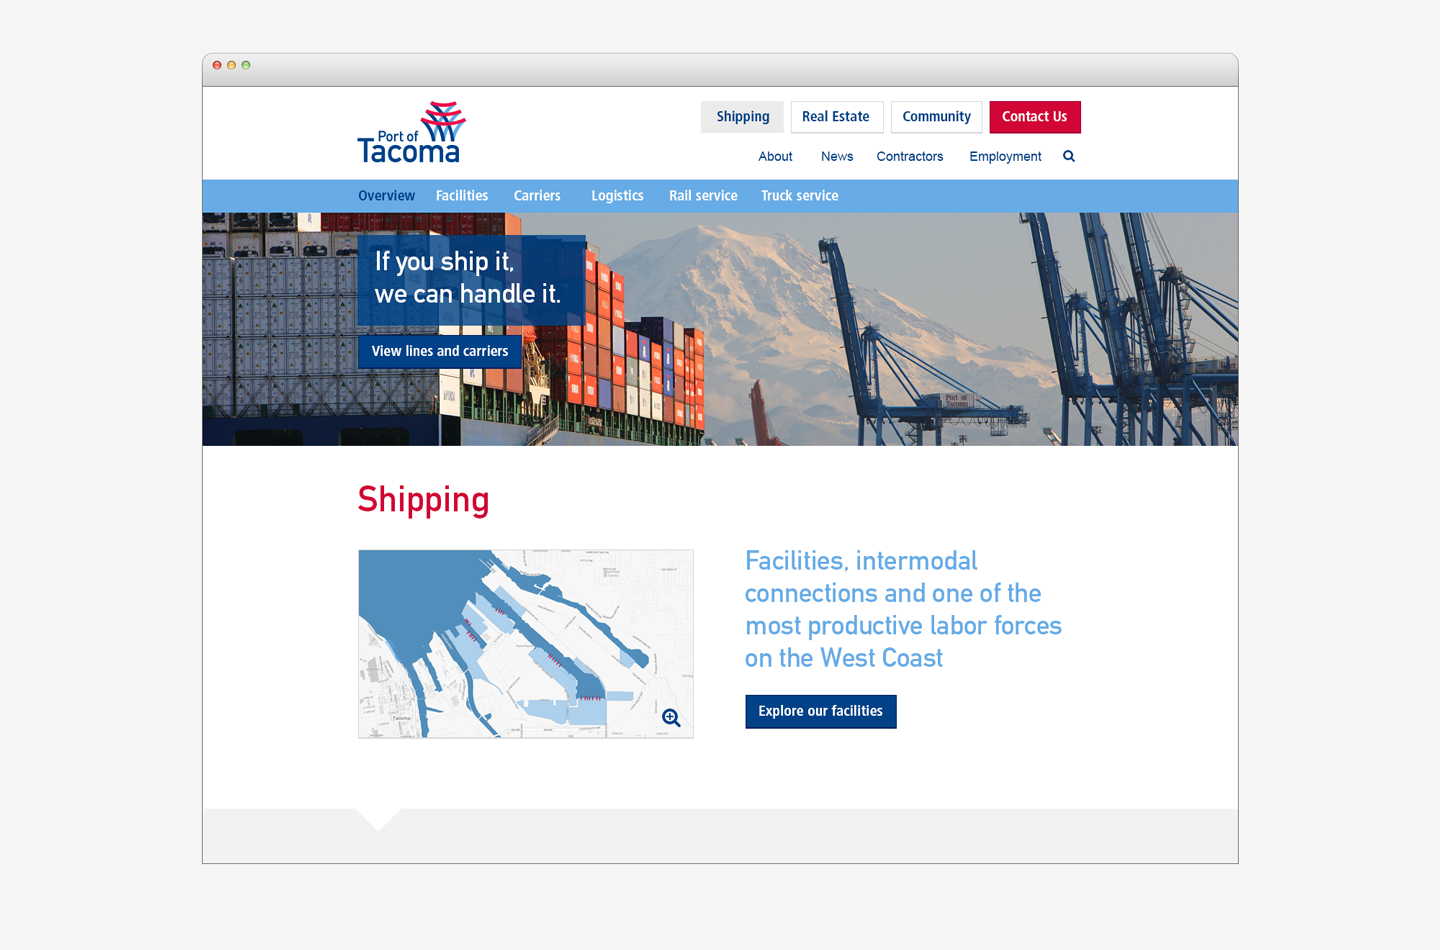 Port of
Tacoma
Shipping
Real Estate
Community
Contact Us
About
News
Contractors
Employment
Overview
Facilities
Carriers
Logistics
Rail service
Truck service
If you ship it,
we can handle it.
View lines and carriers
Port of
Tacoma
Shipping
Tacoma
Facilities, intermodal
connections and one of the
most productive labor forces
on the West Coast
Explore our facilities